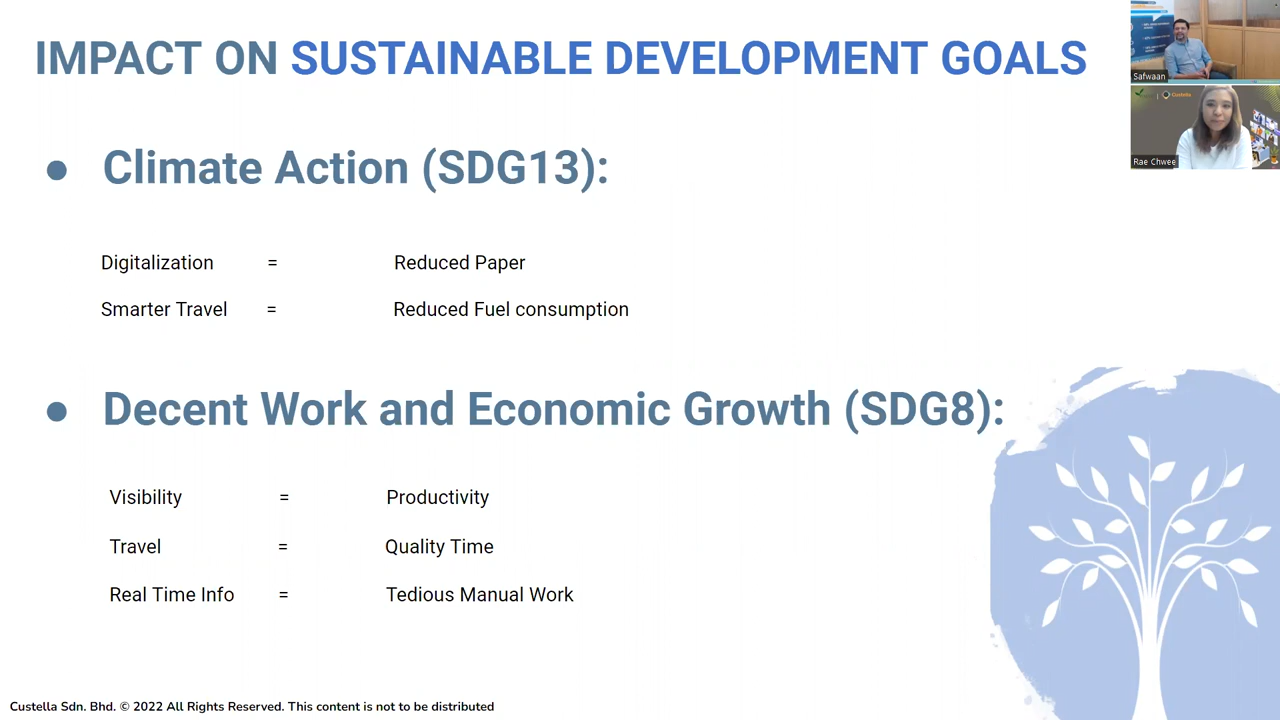 IMPACT ON SUSTAINABLE DEVELOPMENT GOALS
Safwaan
Custella
Rae Chwee
● Climate Action (SDG13):
Digitalization = Reduced Paper
Smarter Travel = Reduced Fuel consumption
● Decent Work and Economic Growth (SDG8):
Visibility = Productivity
Travel = Quality Time
Real Time Info = Tedious Manual Work
Custella Sdn. Bhd. © 2022 All Rights Reserved. This content is not to be distributed